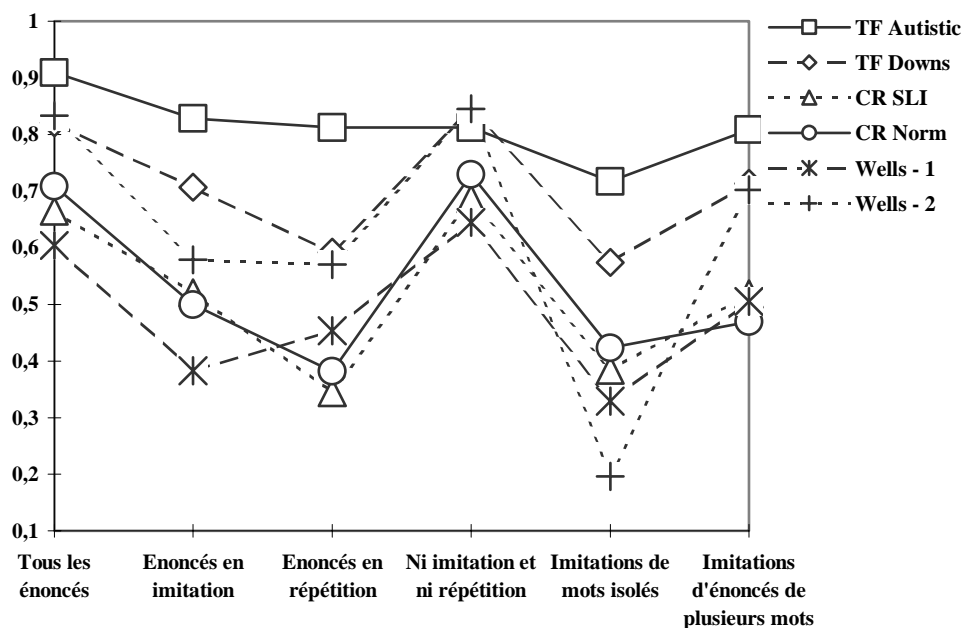 1
0,9
0,8
0,7
0,6
0,5
0,4
0,3
0,2
0,1
Tous les
énoncés
Enoncés en
imitation
Enoncés en
répétition
Ni imitation et
ni répétition
Imitations de
mots isolés
Imitations
d'énoncés de
plusieurs mots
TF Autistic
TF Downs
CR SLI
CR Norm
Wells - 1
Wells - 2